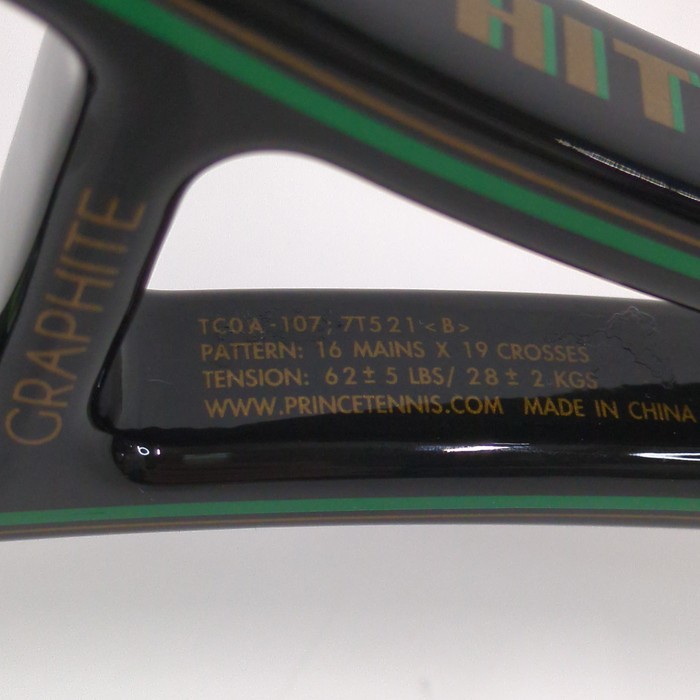 HIT
GRAPHITE
TC0A-107; 7T521<B>
PATTERN: 16 MAINS X 19 CROSSES
TENSION: 62± 5 LBS/ 28± 2 KGS
WWW.PRINCETENNIS.COM MADE IN CHINA